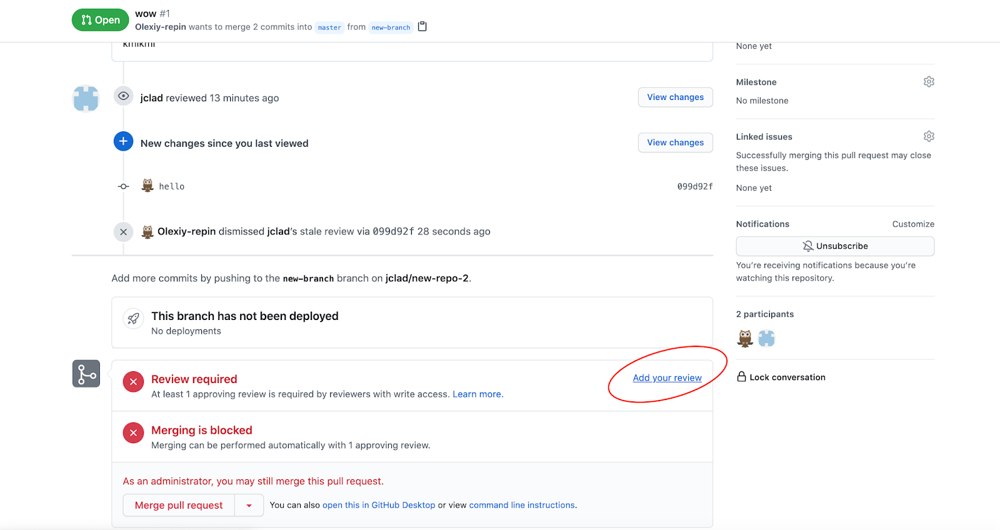 Open
wow #1
Olexiy-repin wants to merge 2 commits into master from new-branch
kmikmi
None yet
Milestone
No milestone
jclad reviewed 13 minutes ago
View changes
New changes since you last viewed
View changes
Linked issues
Successfully merging this pull request may close
these issues.
None yet
hello
099d92f
Olexiy-repin dismissed jclad’s stale review via 099d92f 28 seconds ago
Notifications
Customize
Unsubscribe
You’re receiving notifications because you’re
watching this repository.
Add more commits by pushing to the new-branch branch on jclad/new-repo-2.
This branch has not been deployed
No deployments
2 participants
Review required
At least 1 approving review is required by reviewers with write access. Learn more.
Add your review
Lock conversation
Merging is blocked
Merging can be performed automatically with 1 approving review.
As an administrator, you may still merge this pull request.
Merge pull request
You can also open this in GitHub Desktop or view command line instructions.